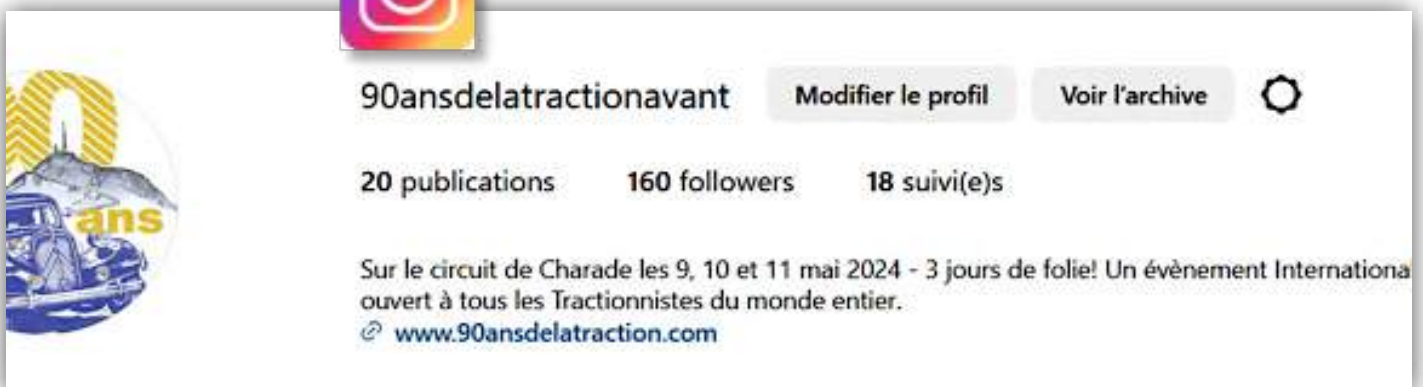 90ansdelatractionavant Modifier le profil Voir l'archive
20 publications 160 followers 18 suivi(e)s
90
ans
Sur le circuit de Charade les 9, 10 et 11 mai 2024 - 3 jours de folie! Un évènement Internationa
ouvert à tous les Tractionnistes du monde entier.
www.90ansdelatraction.com